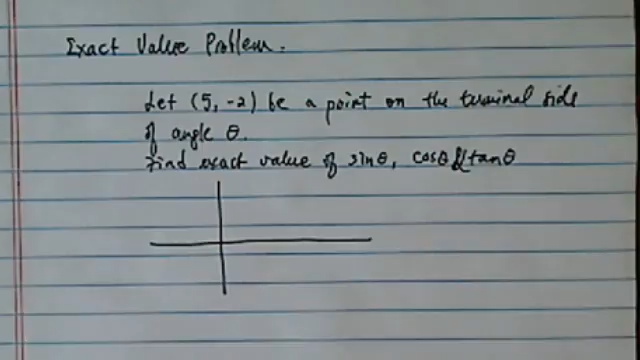 Exact Value Problem.
Let (5, -2) be a point on the terminal side
of angle θ.
Find exact value of sinθ, cosθ & tanθ